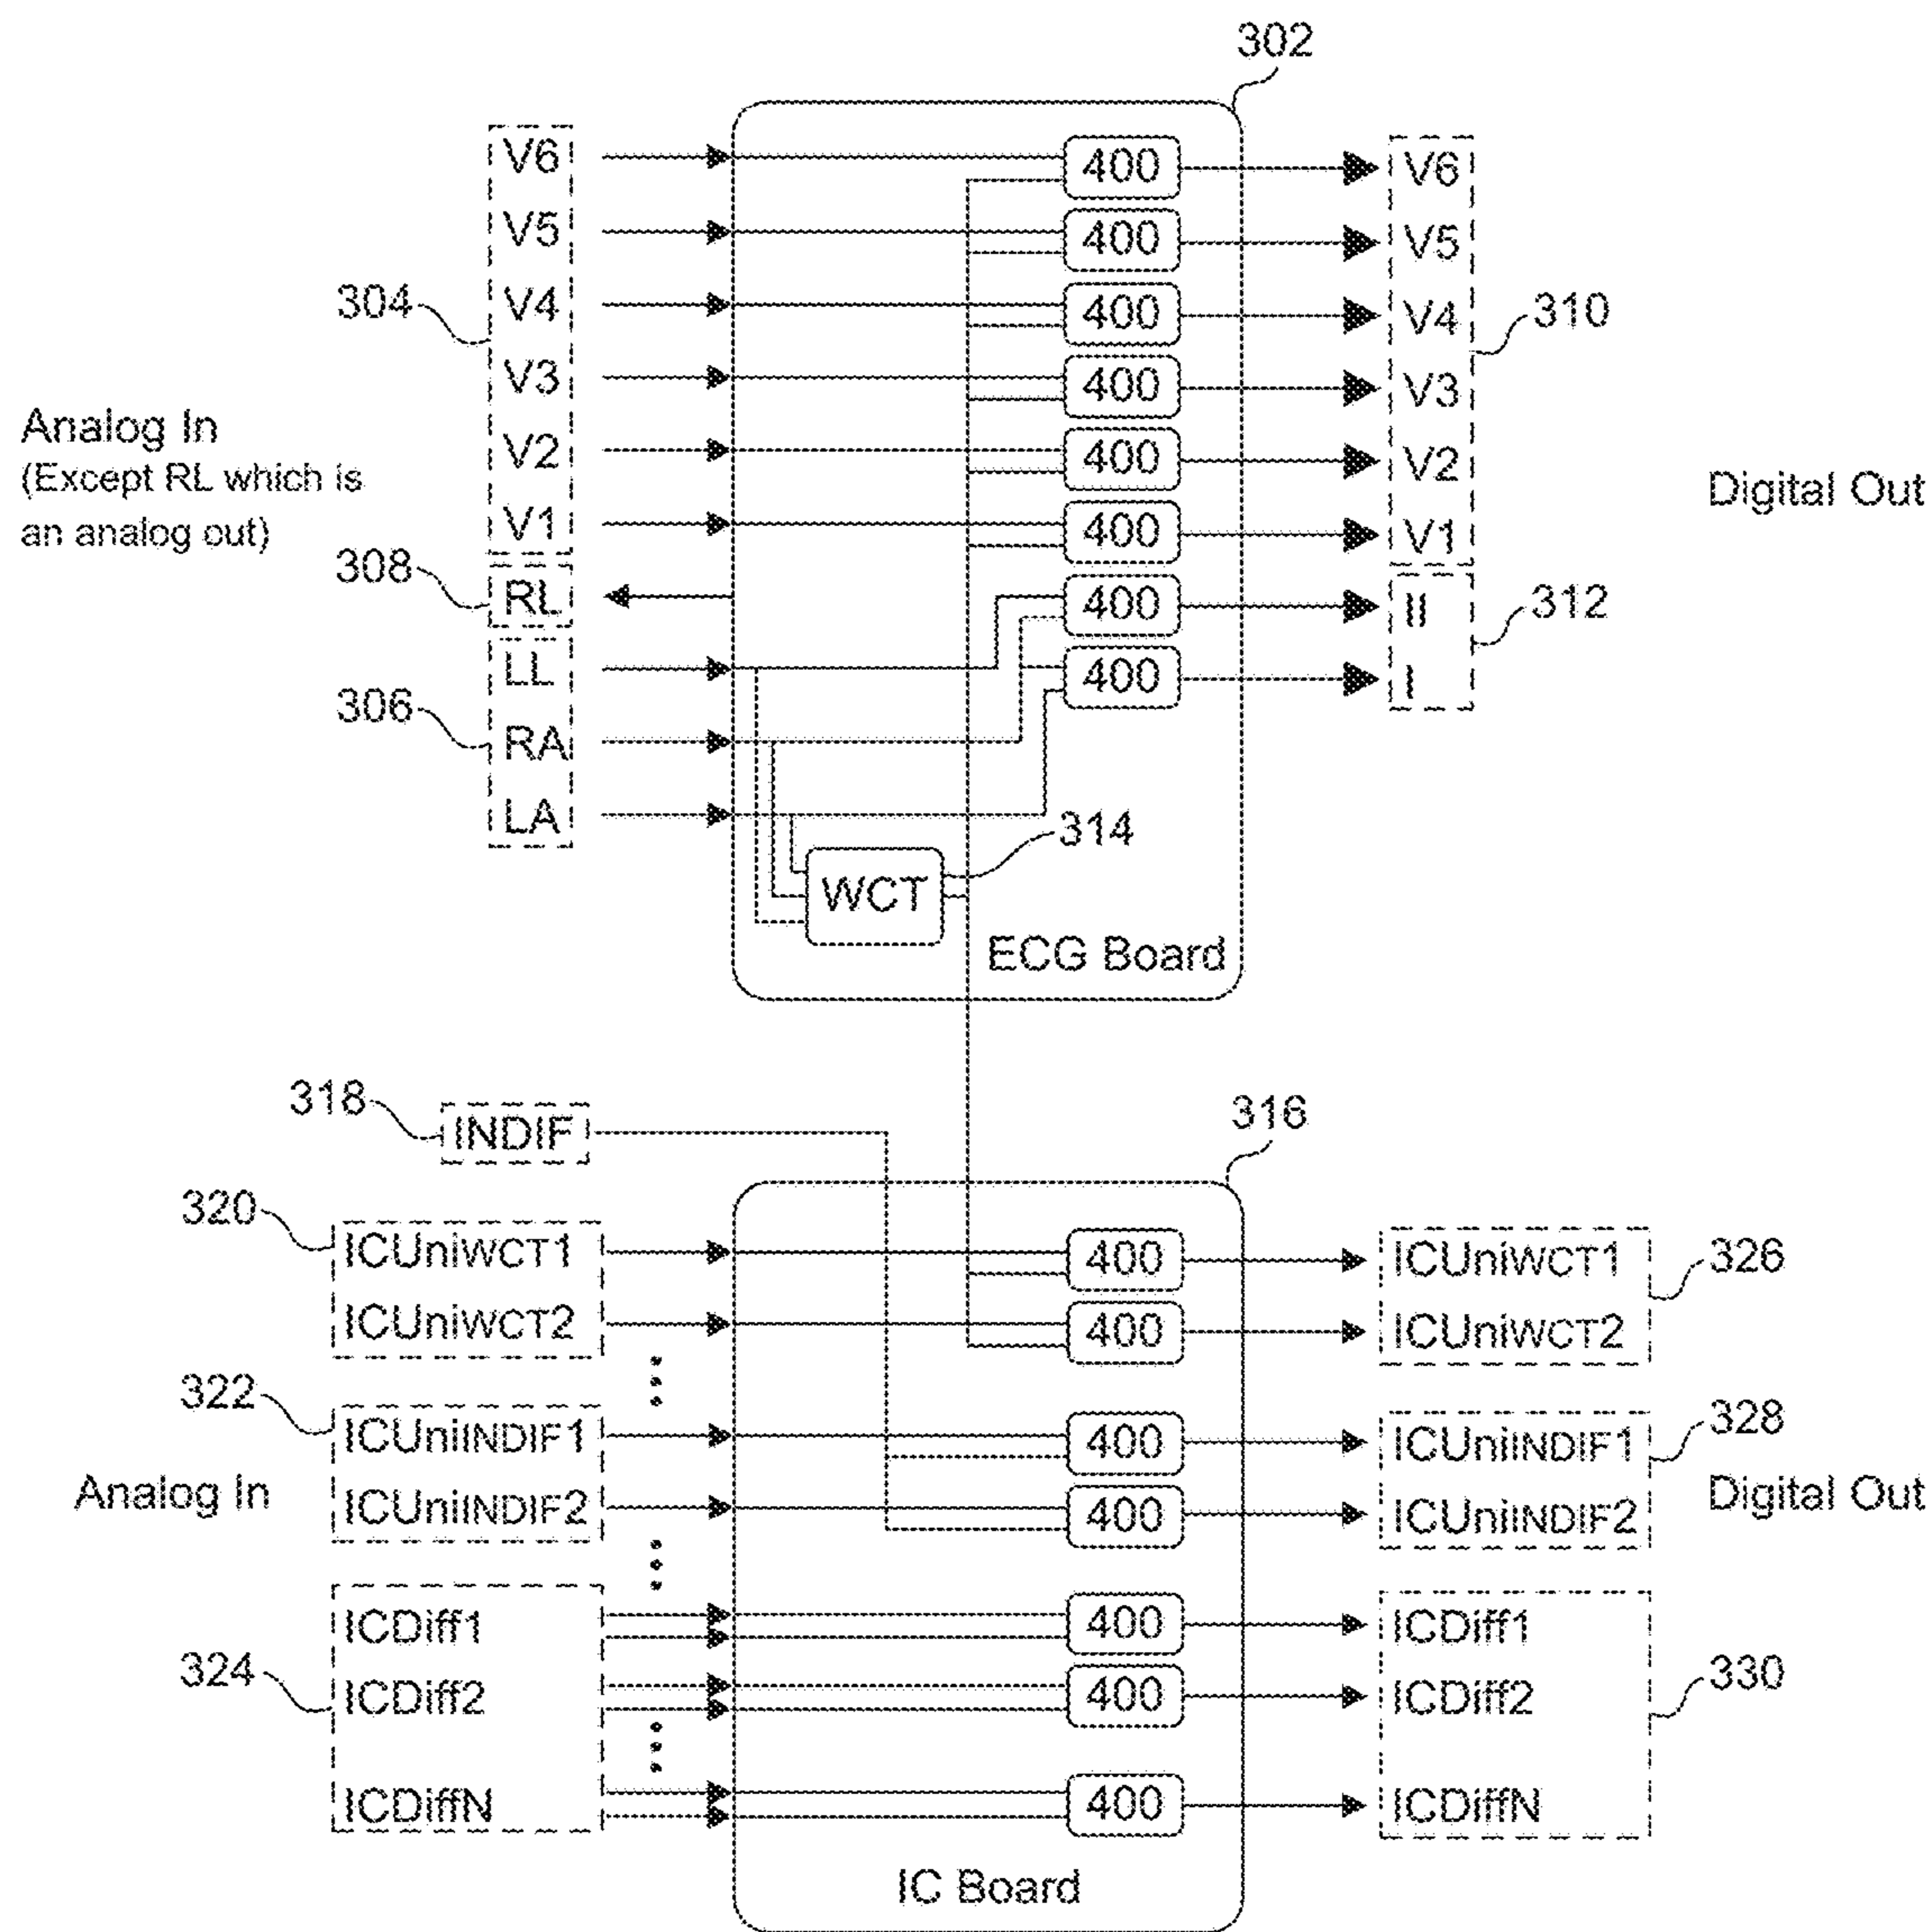 302
V6 400 V6
V5 400 V5
304 V4 400 V4 310
V3 400 V3
Analog In
(Except RL which is
an analog out)
V2 400 V2
Digital Out
V1 400 V1
308 RL 400 II 312
LL 400 I
306 RA
LA
314
WCT
ECG Board
318 INDIF
316
320 ICUniWCT1 400 ICUniWCT1 326
ICUniWCT2 400 ICUniWCT2
322 ICUniINDIF1 400 ICUniINDIF1 328
Analog In
Digital Out
ICUniINDIF2 400 ICUniINDIF2
ICDiff1 400 ICDiff1
324 ICDiff2 400 ICDiff2 330
ICDiffN 400 ICDiffN
IC Board